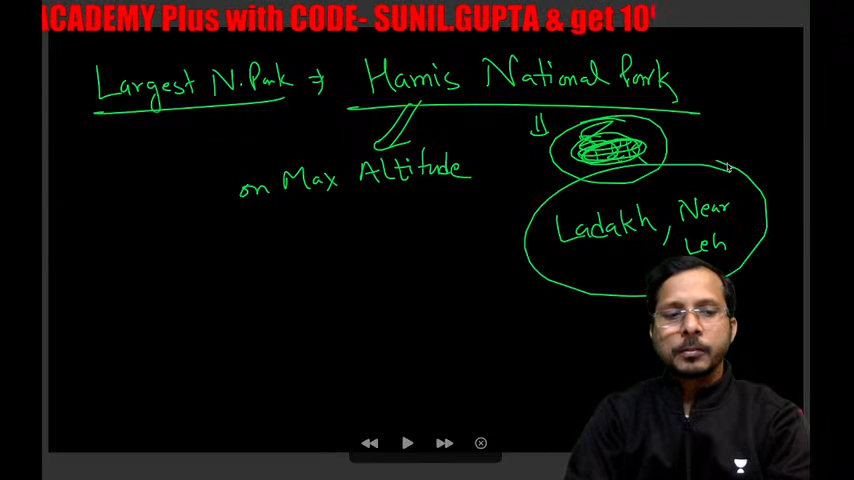 ACADEMY Plus with CODE- SUNIL.GUPTA & get 10%
Largest N.Park → Hamis National Park
on Max Altitude
Ladakh, Near
Leh